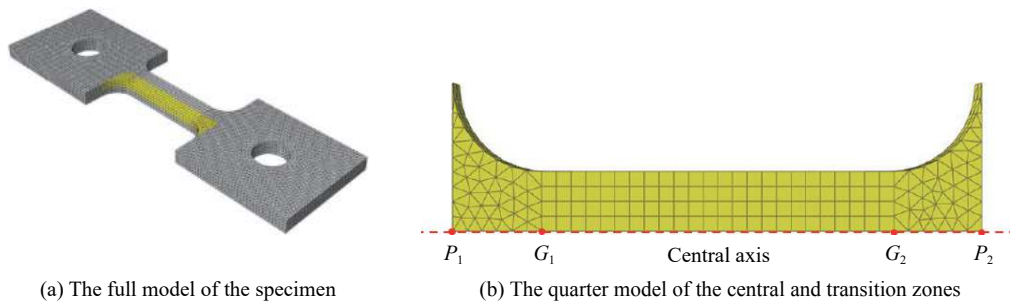 P1 G1 Central axis G2 P2
(a) The full model of the specimen
(b) The quarter model of the central and transition zones